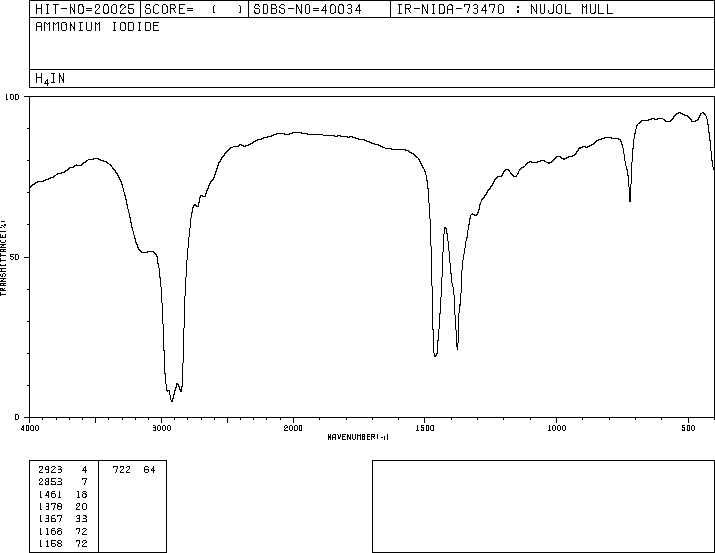 HIT-NO=20025 SCORE= ( ) SDBS-NO=40034 IR-NIDA-73470 : NUJOL MULL
AMMONIUM IODIDE
H4IN
100
50
0
TRANSMITTANCE(%)
4000 3000 2000 1500 1000 500
WAVENUMBER(-1)
2923 4 722 64
2853 7
1461 18
1378 20
1367 33
1168 72
1158 72